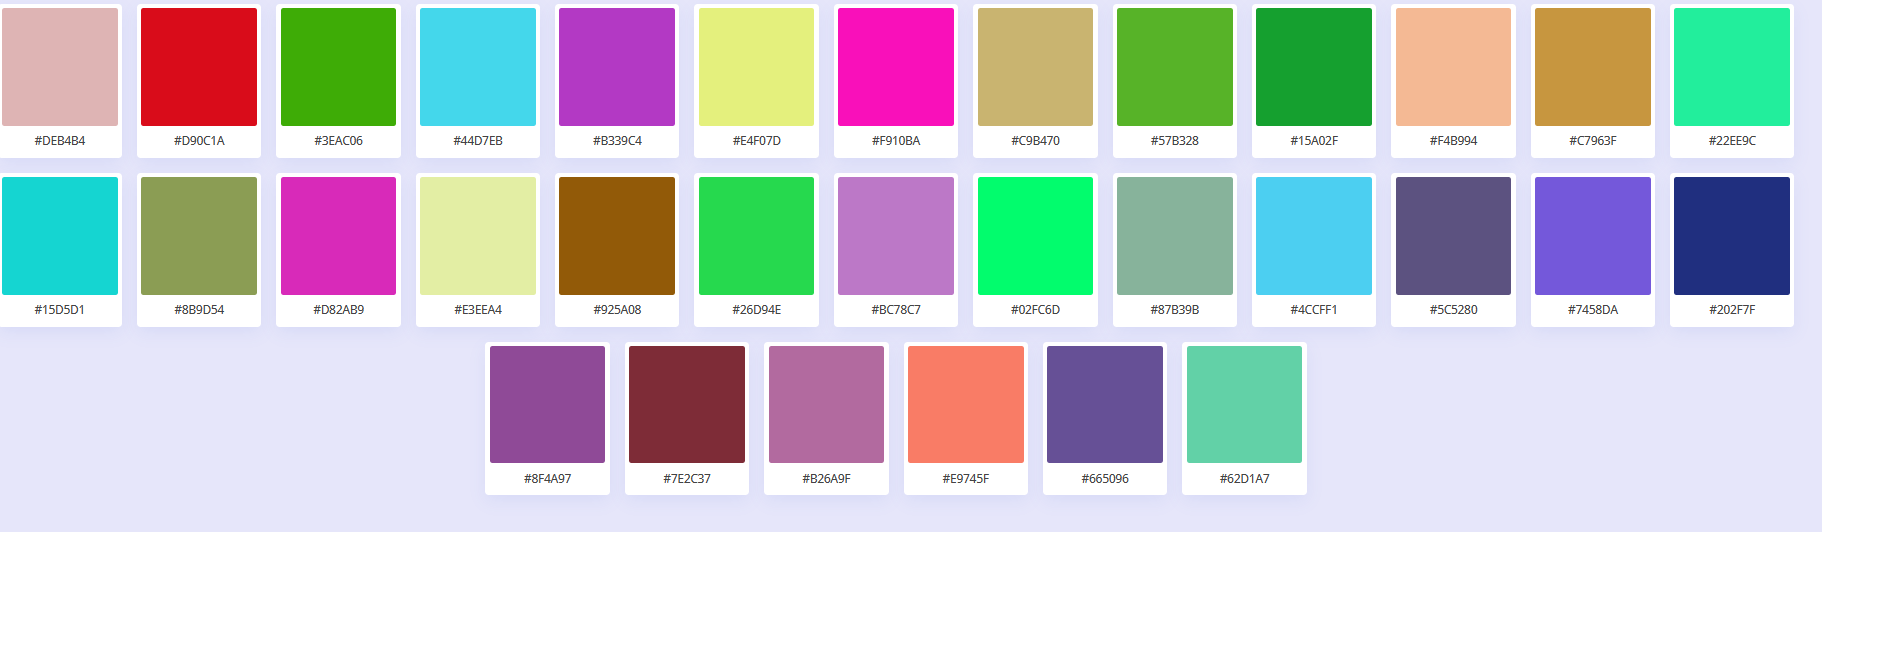 #DEB4B4 #D90C1A #3EAC06 #44D7EB #B339C4 #E4F07D #F910BA #C9B470 #57B328 #15A02F #F4B994 #C7963F #22EE9C
#15D5D1 #8B9D54 #D82AB9 #E3EEA4 #925A08 #26D94E #BC78C7 #02FC6D #87B39B #4CCFF1 #5C5280 #7458DA #202F7F
#8F4A97 #7E2C37 #B26A9F #E9745F #665096 #62D1A7